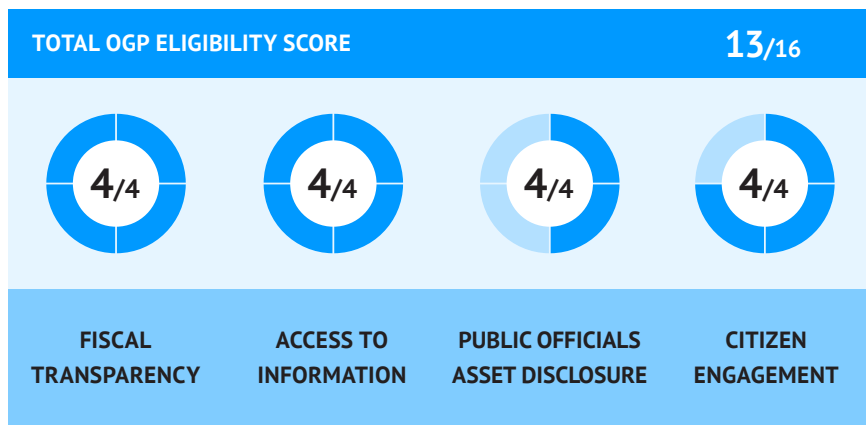 TOTAL OGP ELIGIBILITY SCORE 13/16
4/4 4/4 4/4 4/4
FISCAL ACCESS TO PUBLIC OFFICIALS CITIZEN
TRANSPARENCY INFORMATION ASSET DISCLOSURE ENGAGEMENT